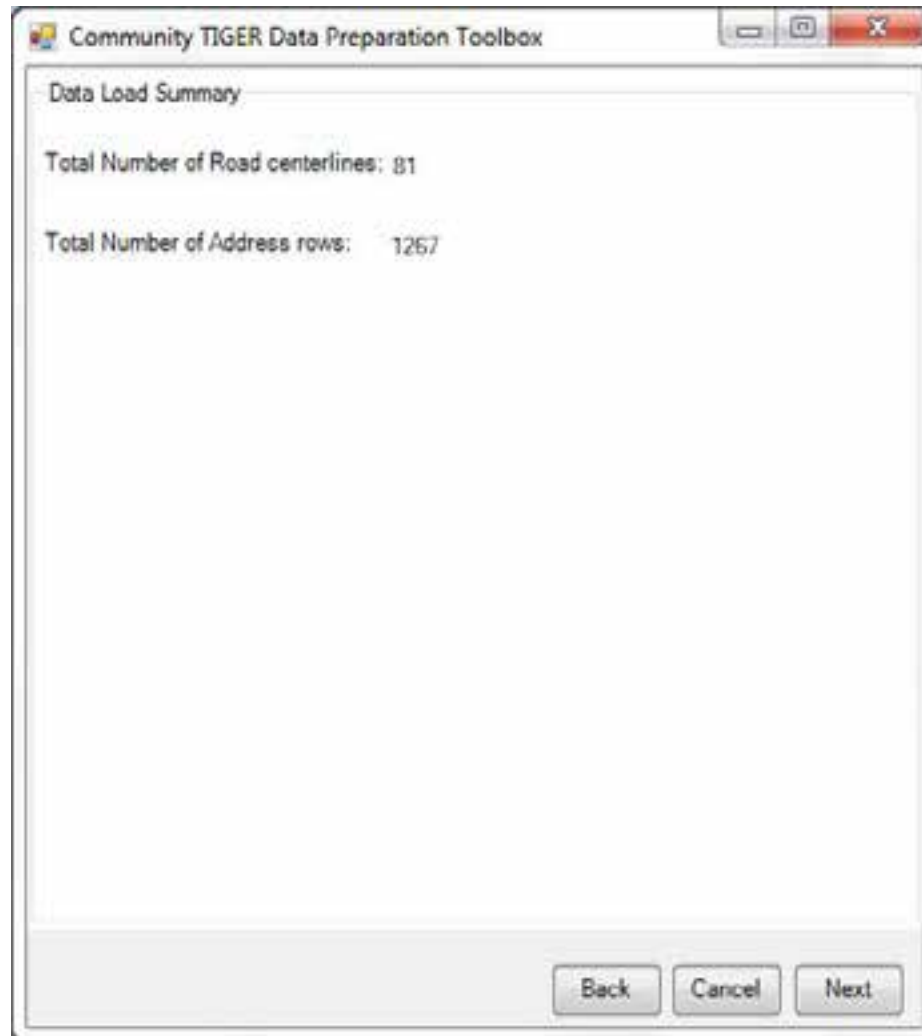 Community TIGER Data Preparation Toolbox
Data Load Summary
Total Number of Road centerlines: 81
Total Number of Address rows: 1267
Back Cancel Next